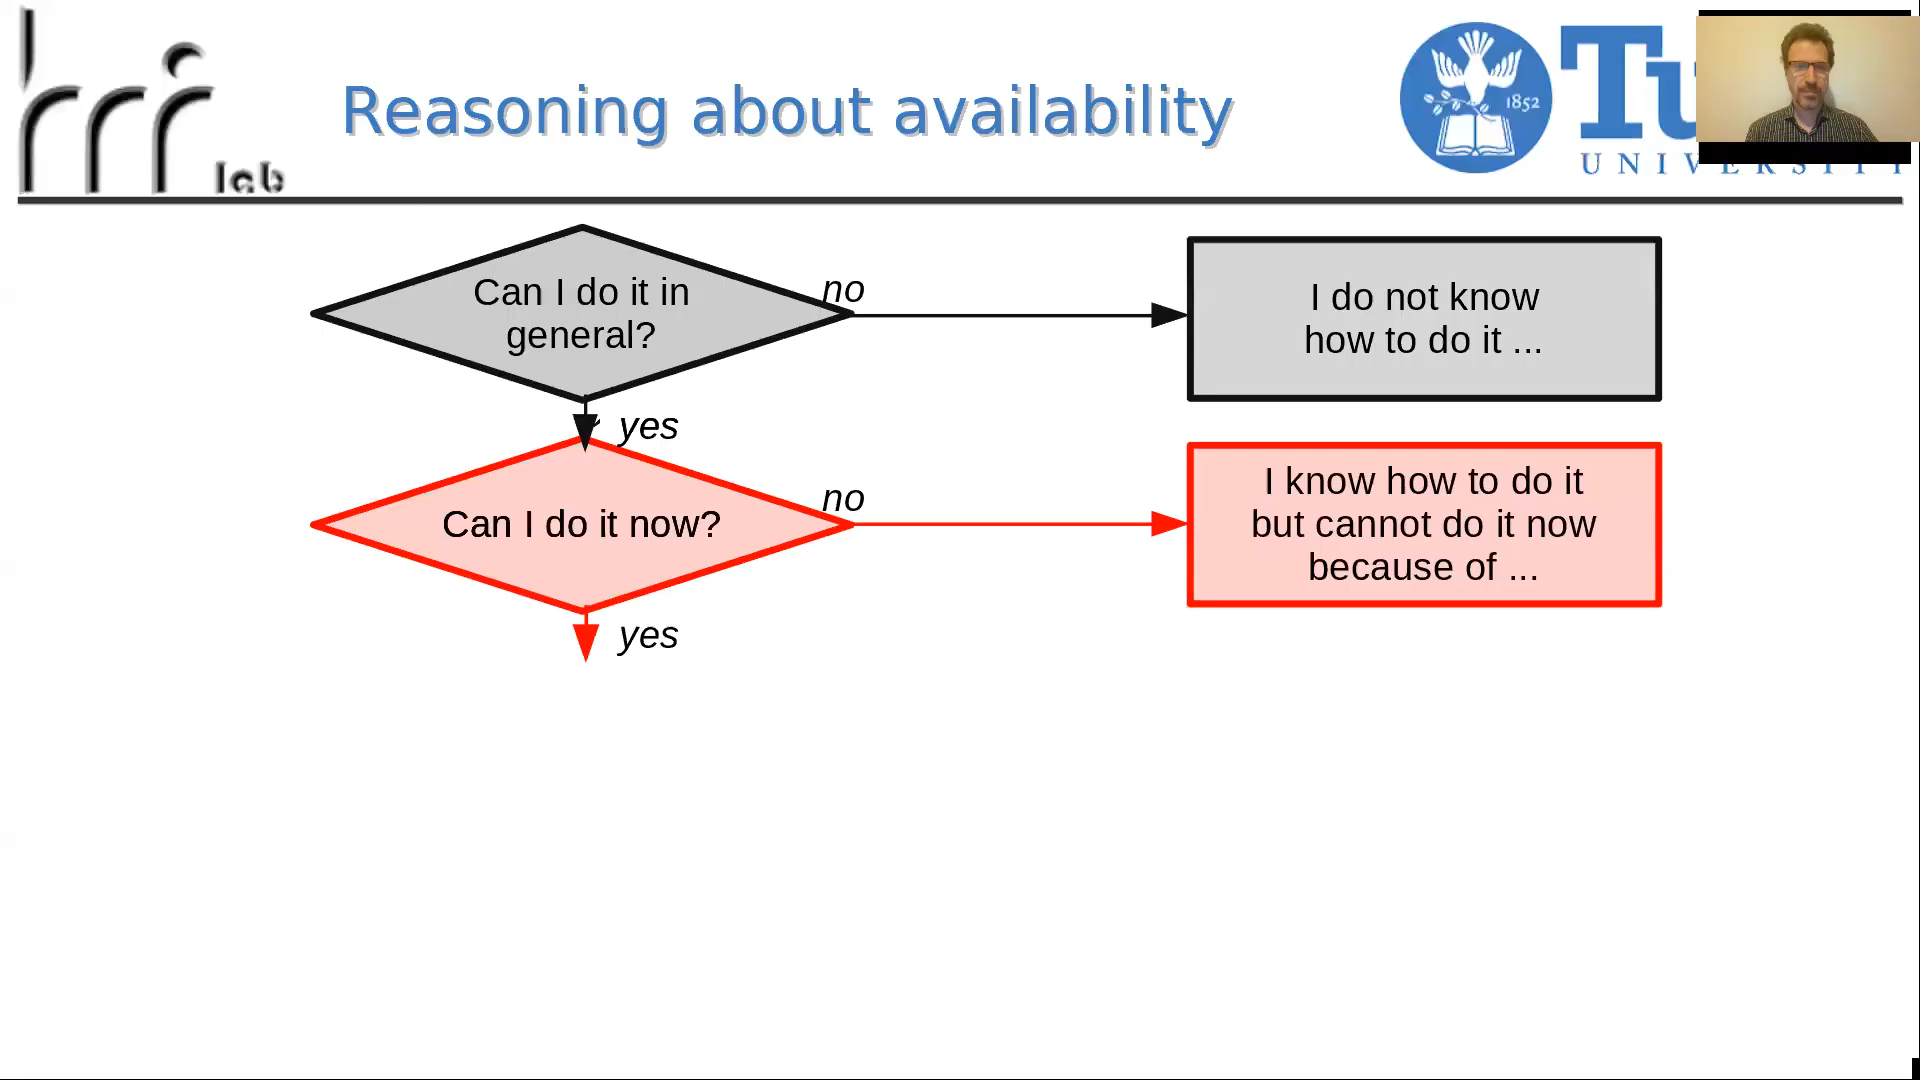 hrr lab
Reasoning about availability
1852
Tu
UNIVERSITY
Can I do it in
general?
no
I do not know
how to do it ...
yes
Can I do it now?
no
I know how to do it
but cannot do it now
because of ...
yes